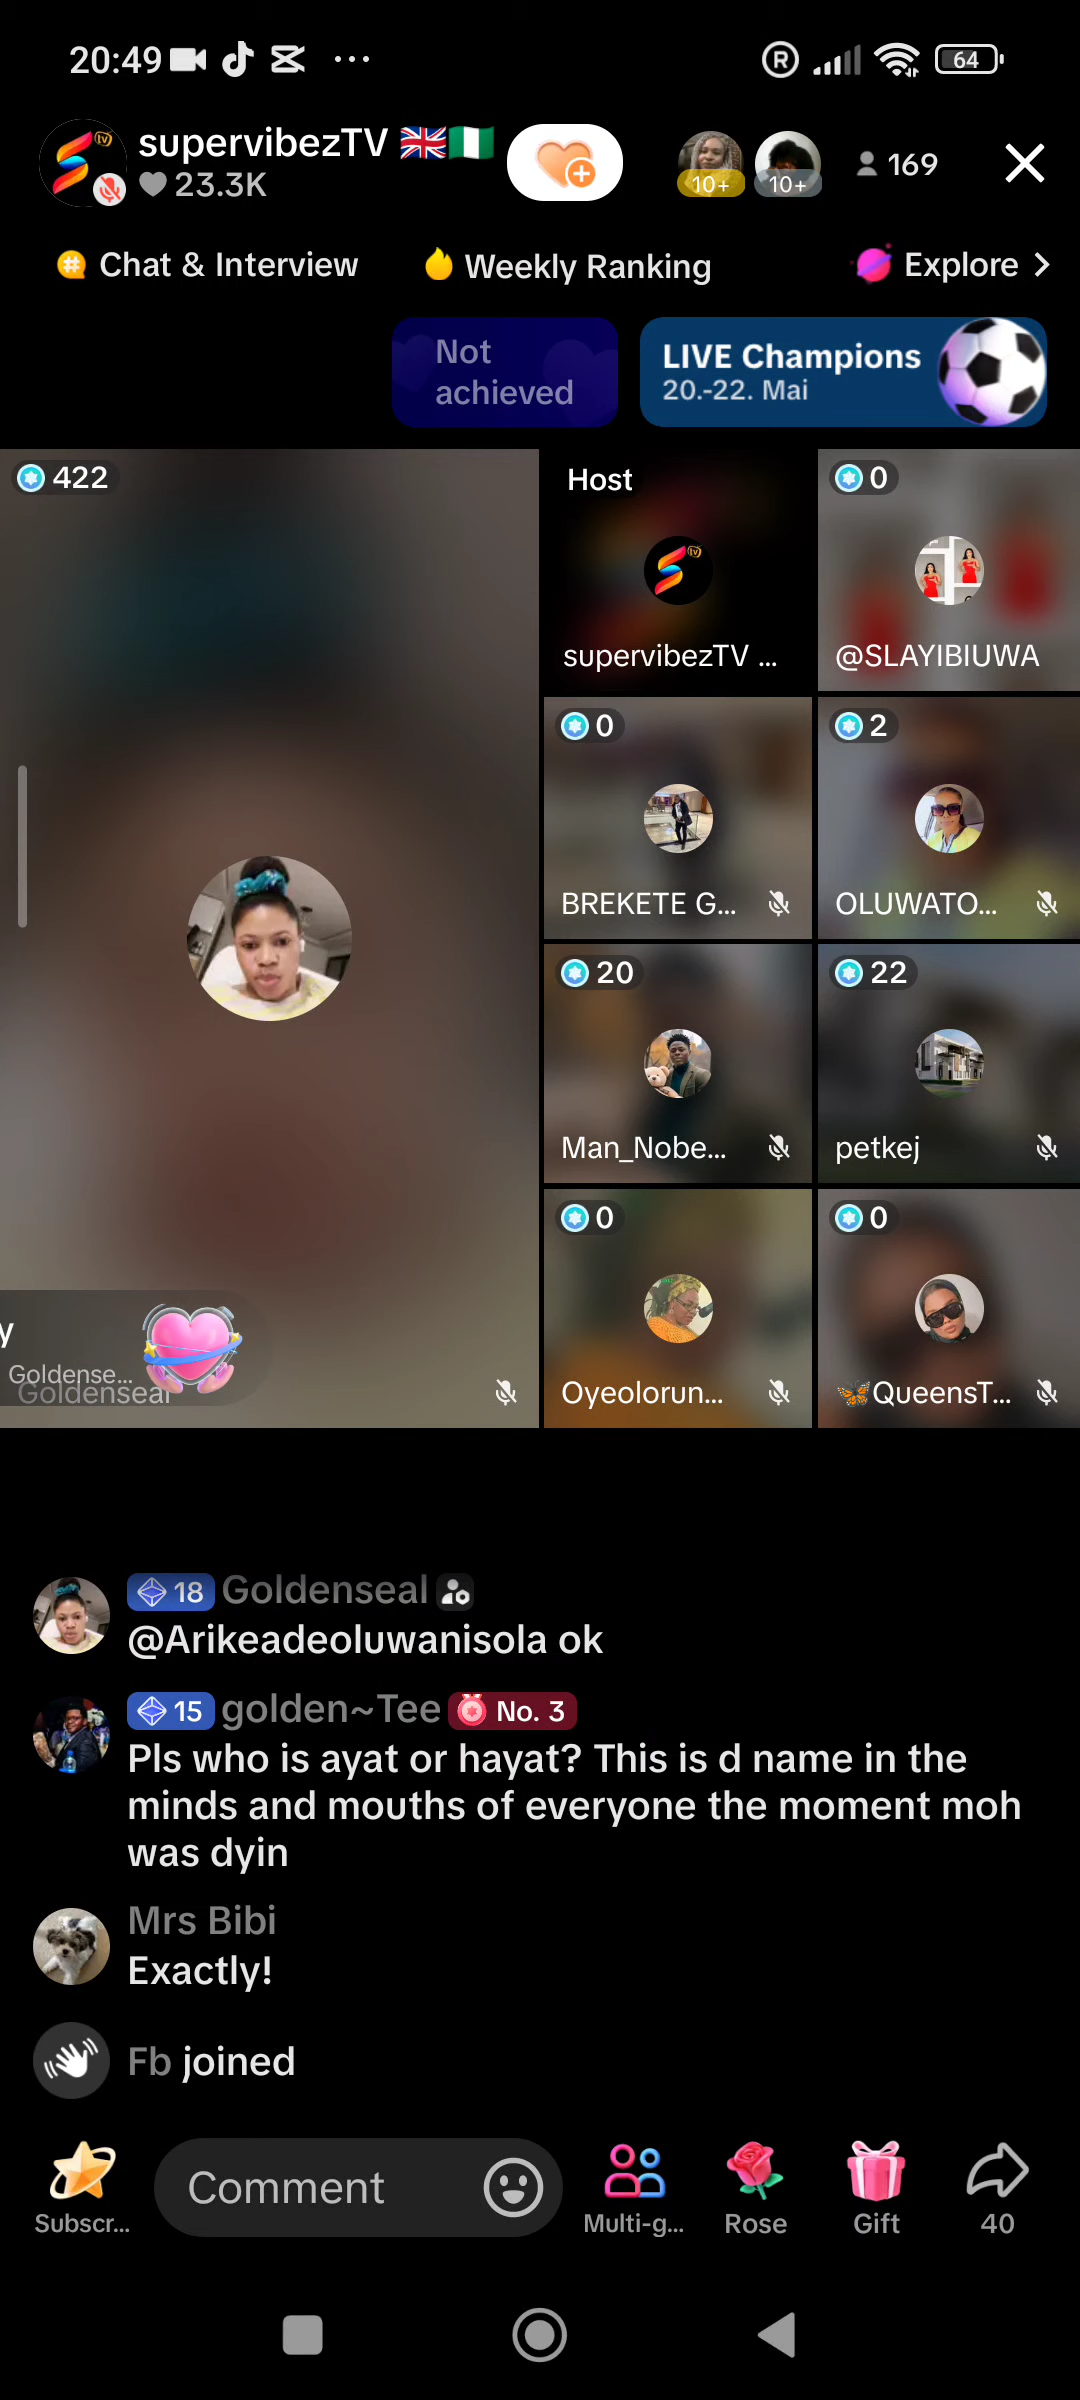 20:49
64
supervibezTV 🇬🇧🇳🇬
23.3K
10+
10+
169
Chat & Interview
Weekly Ranking
Explore
Not
achieved
LIVE Champions
20.-22. Mai
422
Host
supervibezTV ...
0
@SLAYIBIUWA
0
BREKETE G...
2
OLUWATO...
20
Man_Nobe...
22
petkej
y
Goldense...
Goldenseal
0
Oyeolorun...
0
🦋QueensT...
18 Goldenseal
@Arikeadeoluwanisola ok
15 golden~Tee No. 3
Pls who is ayat or hayat? This is d name in the
minds and mouths of everyone the moment moh
was dyin
Mrs Bibi
Exactly!
Fb joined
Comment
Subscr...
Multi-g...
Rose
Gift
40